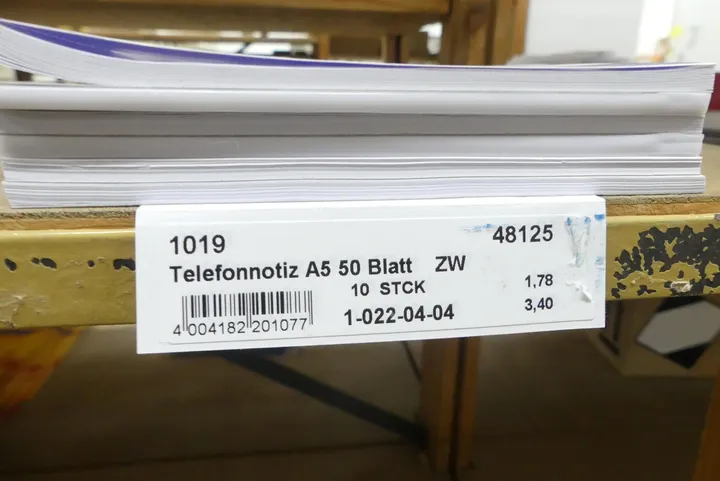 1019 48125
Telefonnotiz A5 50 Blatt ZW
10 STCK 1,78
1-022-04-04 3,40
4 004182 201077